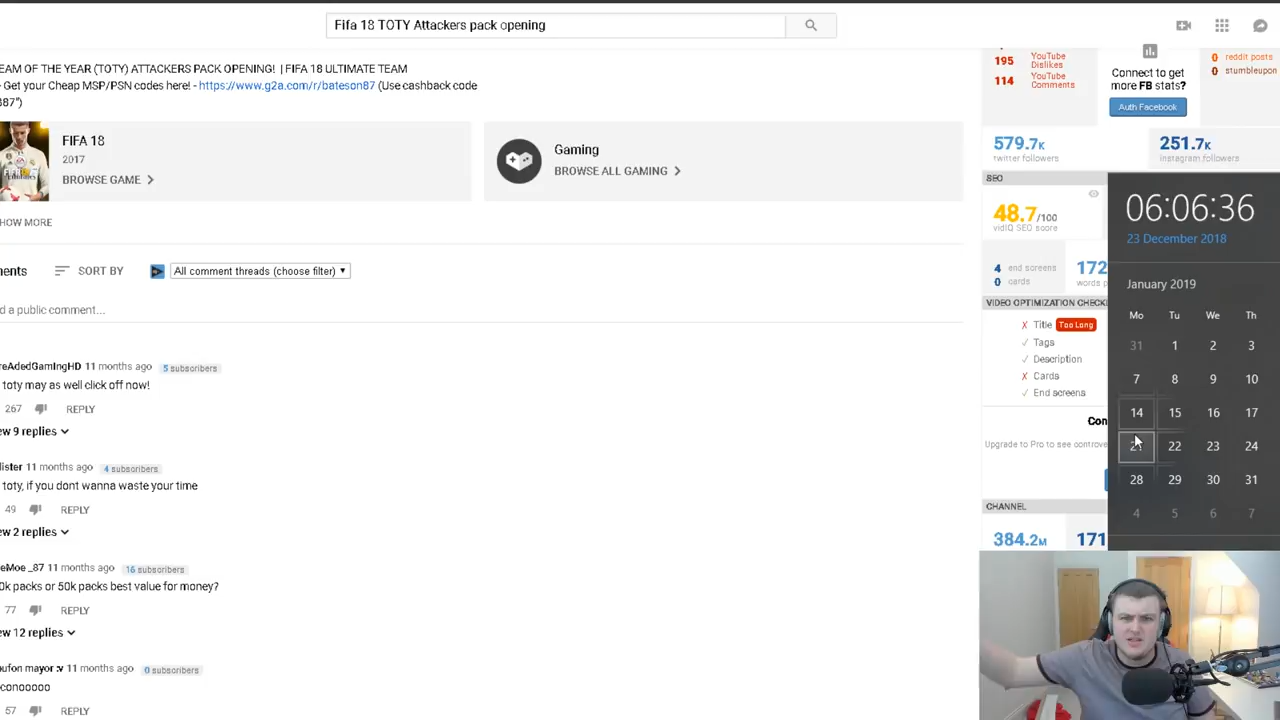 Fifa 18 TOTY Attackers pack opening
EAM OF THE YEAR (TOTY) ATTACKERS PACK OPENING! | FIFA 18 ULTIMATE TEAM
- Get your Cheap MSP/PSN codes here! - https://www.g2a.com/r/bateson87 (Use cashback code
87")
FIFA 18
2017
BROWSE GAME
Gaming
BROWSE ALL GAMING
HOW MORE
nents
SORT BY
All comment threads (choose filter)
d a public comment...
reAdedGamIngHD 11 months ago 5 subscribers
toty may as well click off now!
267 REPLY
ew 9 replies
lister 11 months ago 4 subscribers
toty, if you dont wanna waste your time
49 REPLY
ew 2 replies
eMoe_87 11 months ago 16 subscribers
0k packs or 50k packs best value for money?
77 REPLY
ew 12 replies
aufon mayor :v 11 months ago 0 subscribers
conooooo
57 REPLY
195 YouTube Dislikes
114 YouTube Comments
Connect to get
more FB stats?
Auth Facebook
0 reddit posts
0 stumbleupon
579.7K
twitter followers
251.7K
instagram followers
SEO
48.7/100
vidIQ SEO score
4 end screens
0 cards
172
words p
VIDEO OPTIMIZATION CHECK
Title Too Long
Tags
Description
Cards
End screens
Con
Upgrade to Pro to see controve
CHANNEL
384.2M
171
06:06:36
23 December 2018
January 2019
Mo Tu We Th
31 1 2 3
7 8 9 10
14 15 16 17
21 22 23 24
28 29 30 31
4 5 6 7